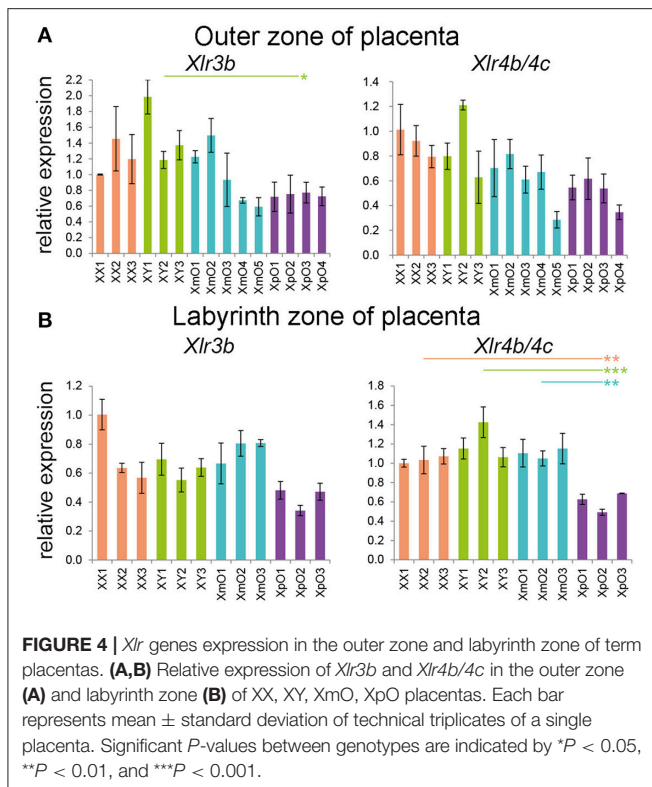 A
Outer zone of placenta
Xlr3b
Xlr4b/4c
*
relative expression
2.2
2.0
1.8
1.6
1.4
1.2
1.0
0.8
0.6
0.4
0.2
0.0
XX1 XX2 XX3 XY1 XY2 XY3 XmO1 XmO2 XmO3 XmO4 XmO5 XpO1 XpO2 XpO3 XpO4
1.4
1.2
1.0
0.8
0.6
0.4
0.2
0.0
XX1 XX2 XX3 XY1 XY2 XY3 XmO1 XmO2 XmO3 XmO4 XmO5 XpO1 XpO2 XpO3 XpO4
B
Labyrinth zone of placenta
Xlr3b
Xlr4b/4c
**
***
**
relative expression
1.2
1.0
0.8
0.6
0.4
0.2
0.0
XX1 XX2 XX3 XY1 XY2 XY3 XmO1 XmO2 XmO3 XpO1 XpO2 XpO3
1.8
1.6
1.4
1.2
1.0
0.8
0.6
0.4
0.2
0.0
XX1 XX2 XX3 XY1 XY2 XY3 XmO1 XmO2 XmO3 XpO1 XpO2 XpO3
FIGURE 4 | Xlr genes expression in the outer zone and labyrinth zone of term
placentas. (A,B) Relative expression of Xlr3b and Xlr4b/4c in the outer zone
(A) and labyrinth zone (B) of XX, XY, XmO, XpO placentas. Each bar
represents mean ± standard deviation of technical triplicates of a single
placenta. Significant P-values between genotypes are indicated by *P < 0.05,
**P < 0.01, and ***P < 0.001.